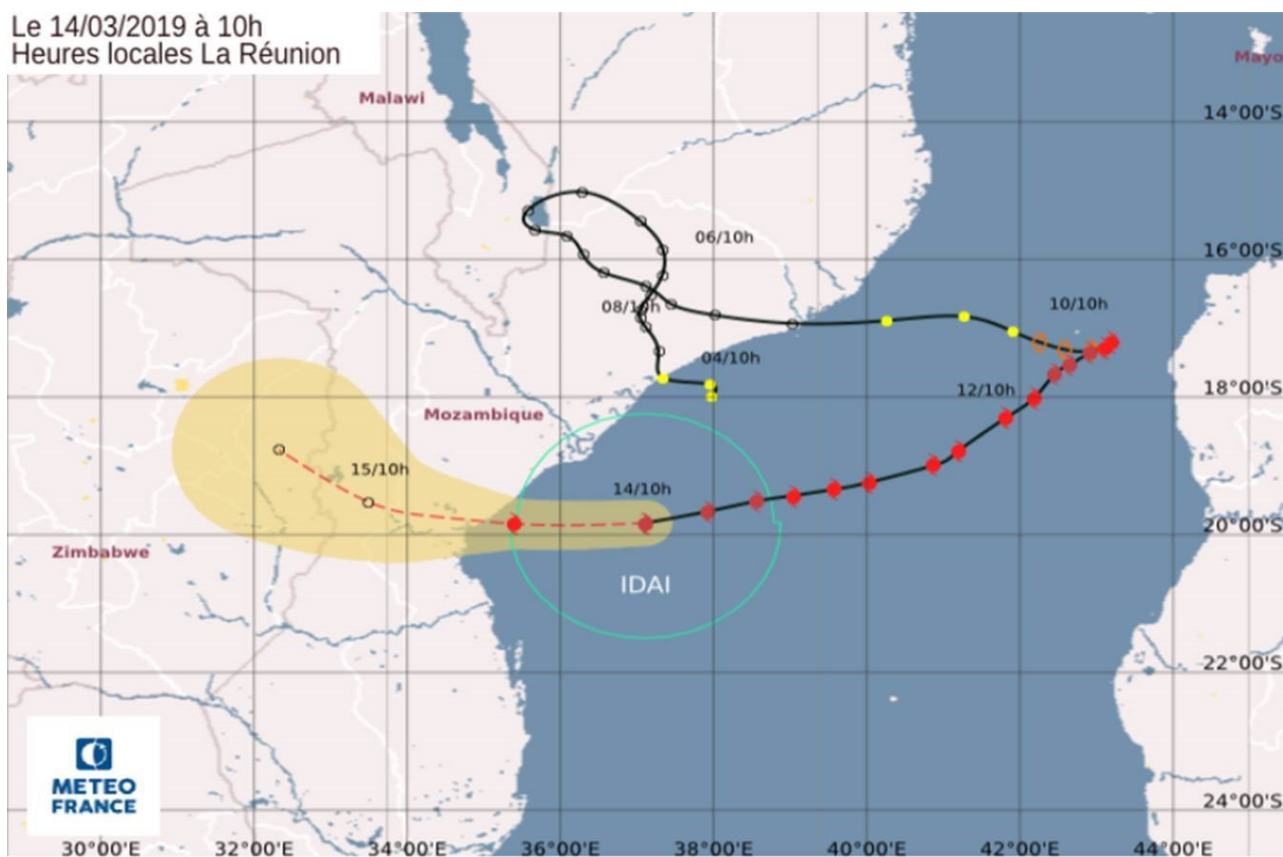 Le 14/03/2019 à 10h
Heures locales La Réunion
Mayo
Malawi
14°00'S
06/10h
16°00'S
08/10h
10/10h
04/10h
12/10h
18°00'S
Mozambique
15/10h
14/10h
20°00'S
Zimbabwe
IDAI
22°00'S
METEO
FRANCE
24°00'S
30°00'E 32°00'E 34°00'E 36°00'E 38°00'E 40°00'E 42°00'E 44°00'E